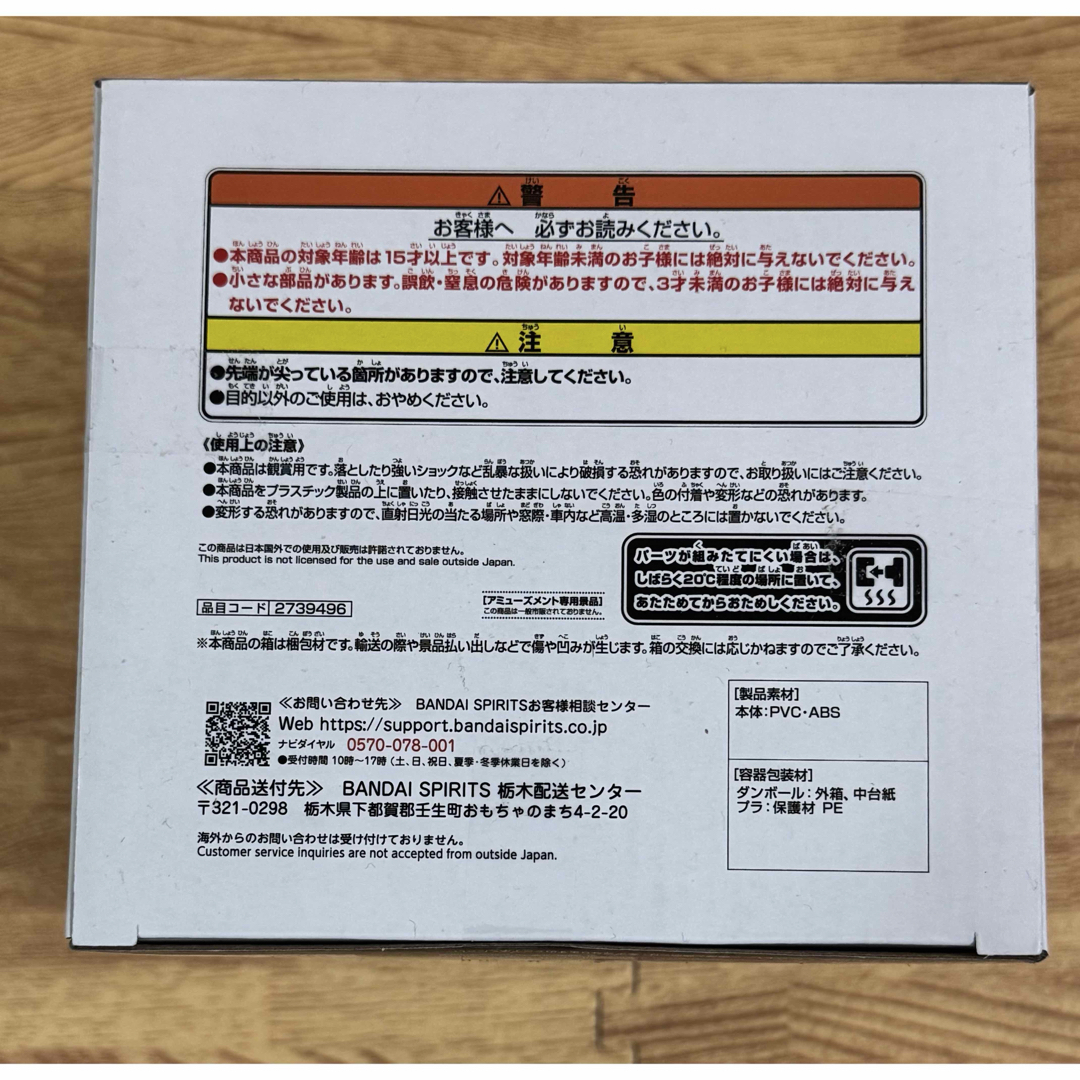 ⚠警 告
お客様へ 必ずお読みください。
●本商品の対象年齢は15才以上です。対象年齢未満のお子様には絶対に与えないでください。
●小さな部品があります。誤飲・窒息の危険がありますので、3才未満のお子様には絶対に与え
ないでください。
⚠注 意
●先端が尖っている箇所がありますので、注意してください。
●目的以外のご使用は、おやめください。
《使用上の注意》
●本商品は観賞用です。落としたり強いショックなど乱暴な扱いにより破損する恐れがありますので、お取り扱いにはご注意ください。
●本商品をプラスチック製品の上に置いたり、接触させたままにしないでください。色の付着や変形などの恐れがあります。
●変形する恐れがありますので、直射日光の当たる場所や窓際・車内など高温・多湿のところには置かないでください。
この商品は日本国外での使用及び販売は許諾されておりません。
This product is not licensed for the use and sale outside Japan.
パーツが組みたてにくい場合は、
しばらく20℃程度の場所に置いて、
あたためてからおためしください。
品目コード 2739496
[アミューズメント専用景品]
この商品は一般市販されておりません。
※本商品の箱は梱包材です。輸送の際や景品払い出しなどで傷や凹みが生じます。箱の交換には応じかねますのでご了承ください。
≪お問い合わせ先≫ BANDAI SPIRITSお客様相談センター
Web https://support.bandaispirits.co.jp
ナビダイヤル 0570-078-001
●受付時間 10時～17時 (土、日、祝日、夏季・冬季休業日を除く)
≪商品送付先≫ BANDAI SPIRITS 栃木配送センター
〒321-0298 栃木県下都賀郡壬生町おもちゃのまち4-2-20
海外からのお問い合わせは受け付けておりません。
Customer service inquiries are not accepted from outside Japan.
[製品素材]
本体:PVC・ABS
[容器包装材]
ダンボール:外箱、中台紙
プラ:保護材 PE